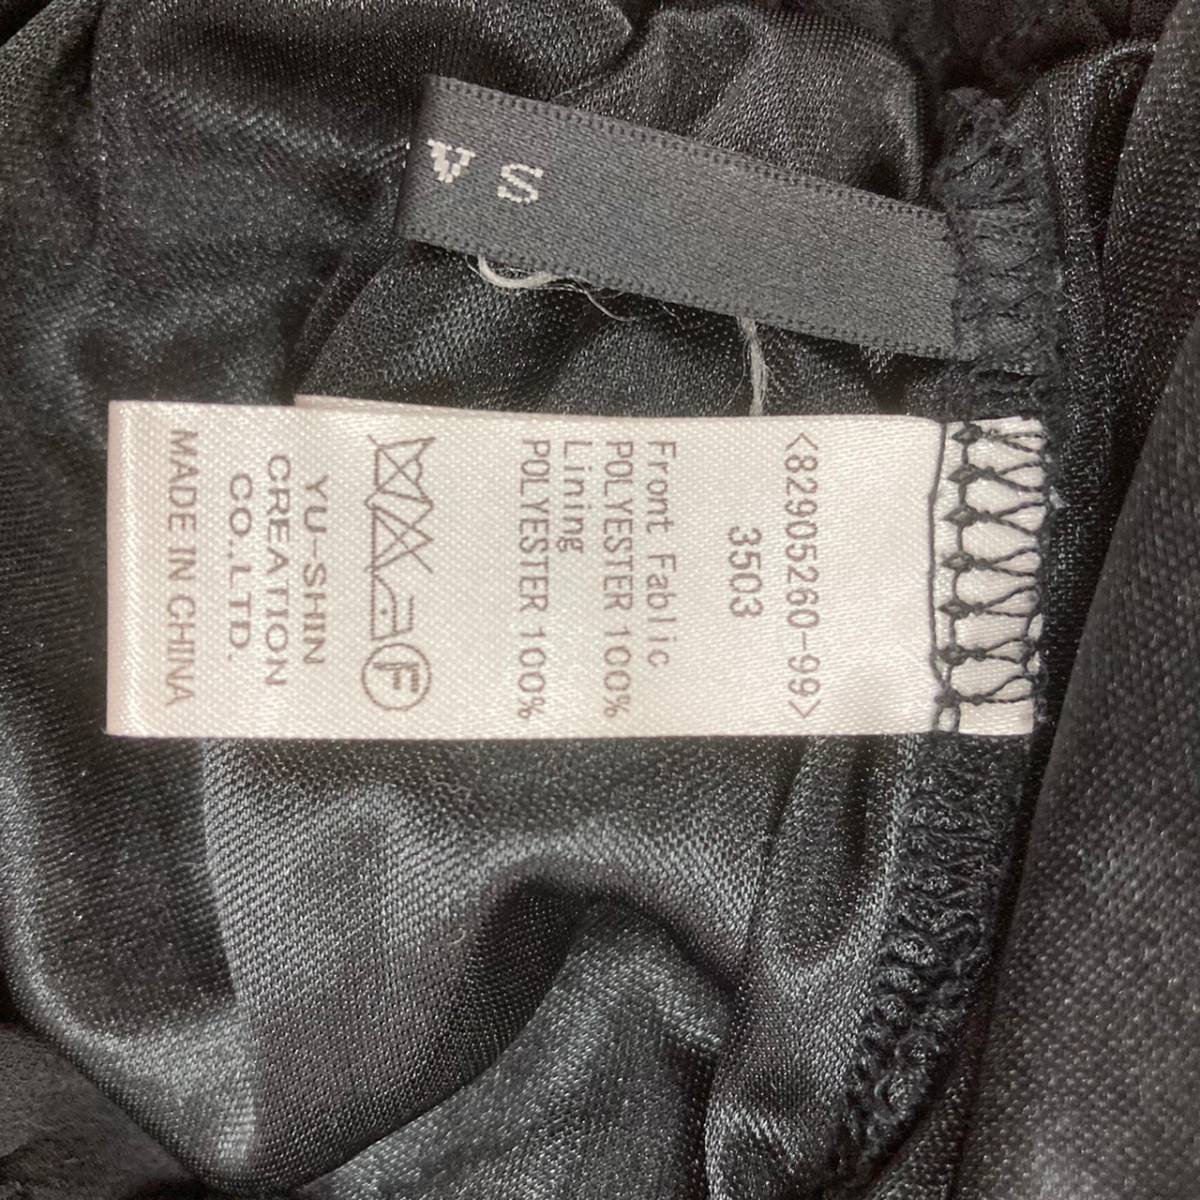 S
<82905260-99>
3503
Front Fablic
POLYESTER 100%
Lining
POLYESTER 100%
F
YU-SHIN
CREATION
CO.,LTD.
MADE IN CHINA